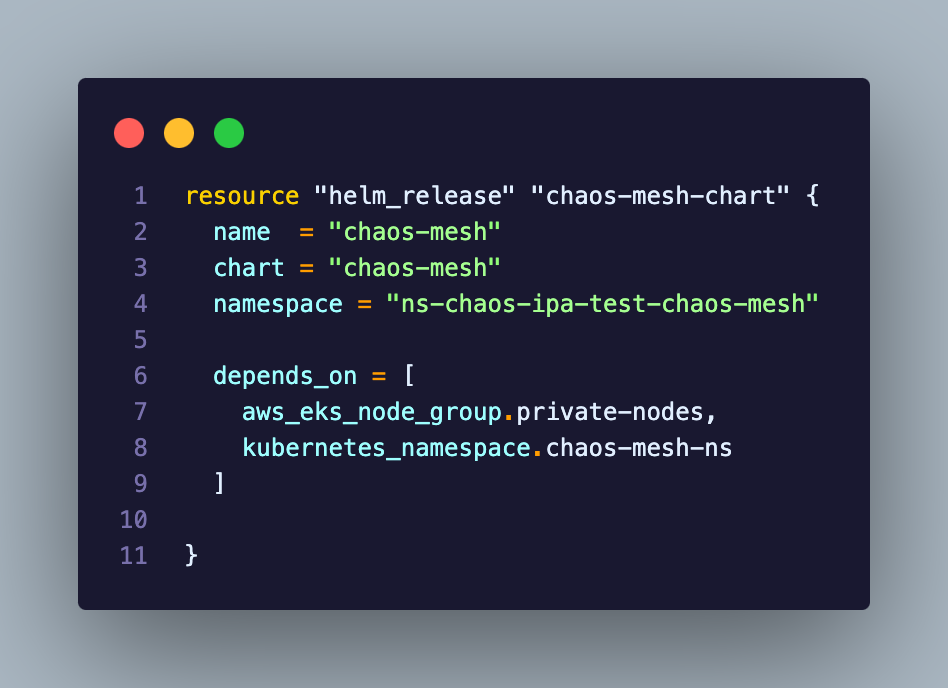 1 resource "helm_release" "chaos-mesh-chart" {
2 name  = "chaos-mesh"
3 chart = "chaos-mesh"
4 namespace = "ns-chaos-ipa-test-chaos-mesh"
5
6 depends_on = [
7 aws_eks_node_group.private-nodes,
8 kubernetes_namespace.chaos-mesh-ns
9 ]
10
11 }